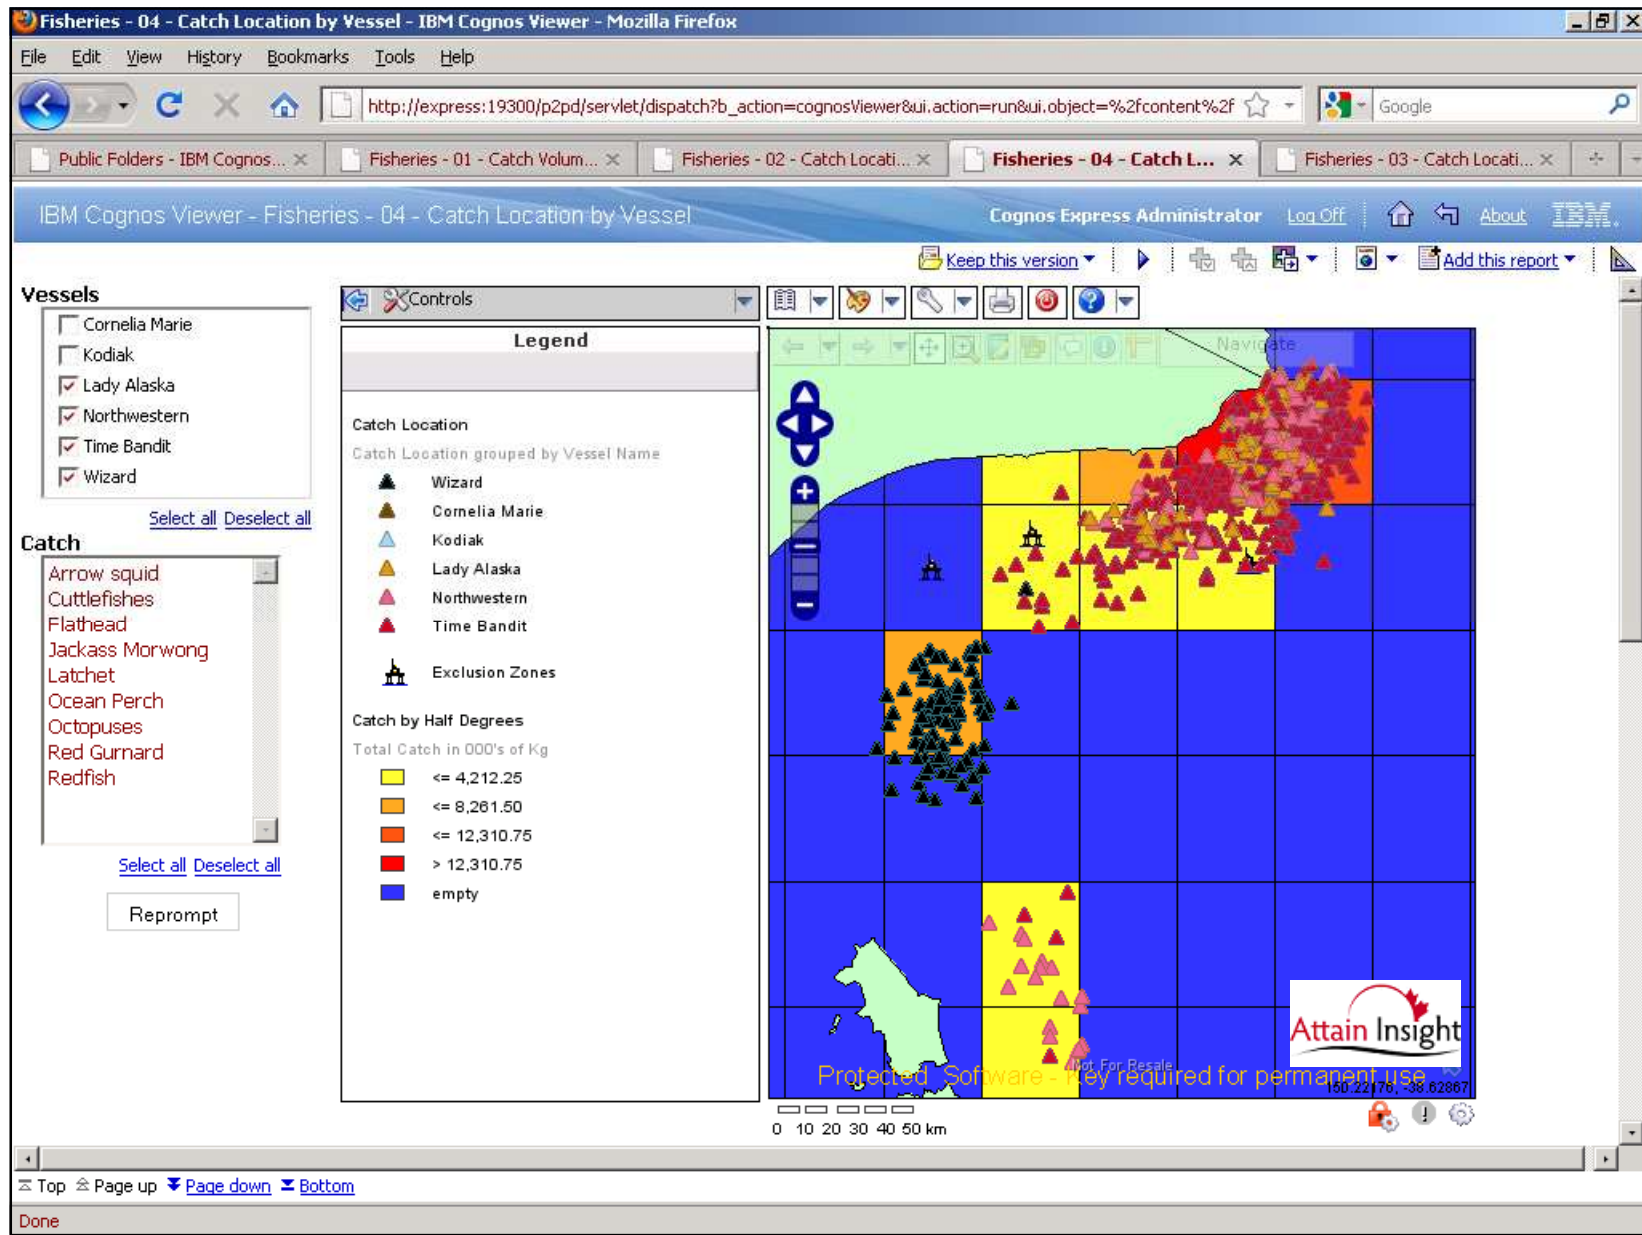 Fisheries - 04 - Catch Location by Vessel - IBM Cognos Viewer - Mozilla Firefox
File Edit View History Bookmarks Tools Help
http://express:19300/p2pd/servlet/dispatch?b_action=cognosViewer&ui.action=run&ui.object=%2fcontent%2f
Google
Public Folders - IBM Cognos...
Fisheries - 01 - Catch Volum...
Fisheries - 02 - Catch Locati...
Fisheries - 04 - Catch L...
Fisheries - 03 - Catch Locati...
IBM Cognos Viewer - Fisheries - 04 - Catch Location by Vessel
Cognos Express Administrator Log Off About IBM.
Keep this version Add this report
Vessels
Cornelia Marie
Kodiak
Lady Alaska
Northwestern
Time Bandit
Wizard
Select all Deselect all
Catch
Arrow squid
Cuttlefishes
Flathead
Jackass Morwong
Latchet
Ocean Perch
Octopuses
Red Gurnard
Redfish
Select all Deselect all
Reprompt
Controls
Legend
Catch Location
Catch Location grouped by Vessel Name
Wizard
Cornelia Marie
Kodiak
Lady Alaska
Northwestern
Time Bandit
Exclusion Zones
Catch by Half Degrees
Total Catch in 000's of Kg
<= 4,212.25
<= 8,261.50
<= 12,310.75
> 12,310.75
empty
Navigate
Attain Insight
Not For Resale
Protected Software - Key required for permanent use
150.22176, -38.62867
0 10 20 30 40 50 km
Top Page up Page down Bottom
Done